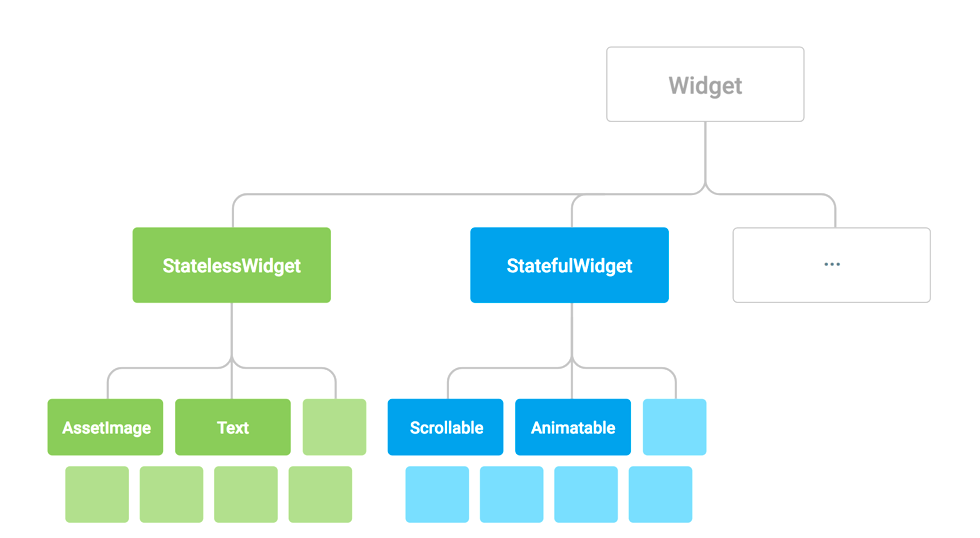 Widget
StatelessWidget
StatefulWidget
...
AssetImage
Text
Scrollable
Animatable